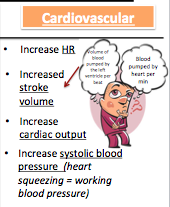 Cardiovascular
• Increase HR
• Increased
stroke
volume
Volume of
blood
pumped by
the left
ventricle per
beat
Blood
pumped by
heart per
min
• Increase
cardiac output
• Increase systolic blood
pressure (heart
squeezing = working
blood pressure)